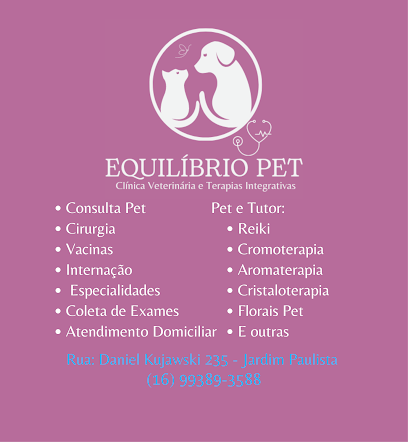 EQUILÍBRIO PET
Clínica Veterinária e Terapias Integrativas
• Consulta Pet
• Cirurgia
• Vacinas
• Internação
• Especialidades
• Coleta de Exames
• Atendimento Domiciliar
Pet e Tutor:
• Reiki
• Cromoterapia
• Aromaterapia
• Cristaloterapia
• Florais Pet
• E outras
Rua: Daniel Kujawski 235 - Jardim Paulista
(16) 99389-3588